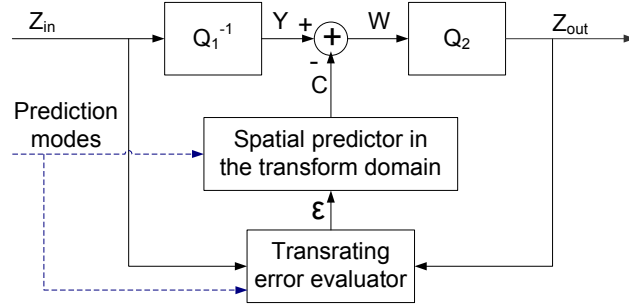 Z_in
Q_1^-1
Y
+
+
-
W
Q_2
Z_out
C
Prediction
modes
Spatial predictor in
the transform domain
ε
Transrating
error evaluator